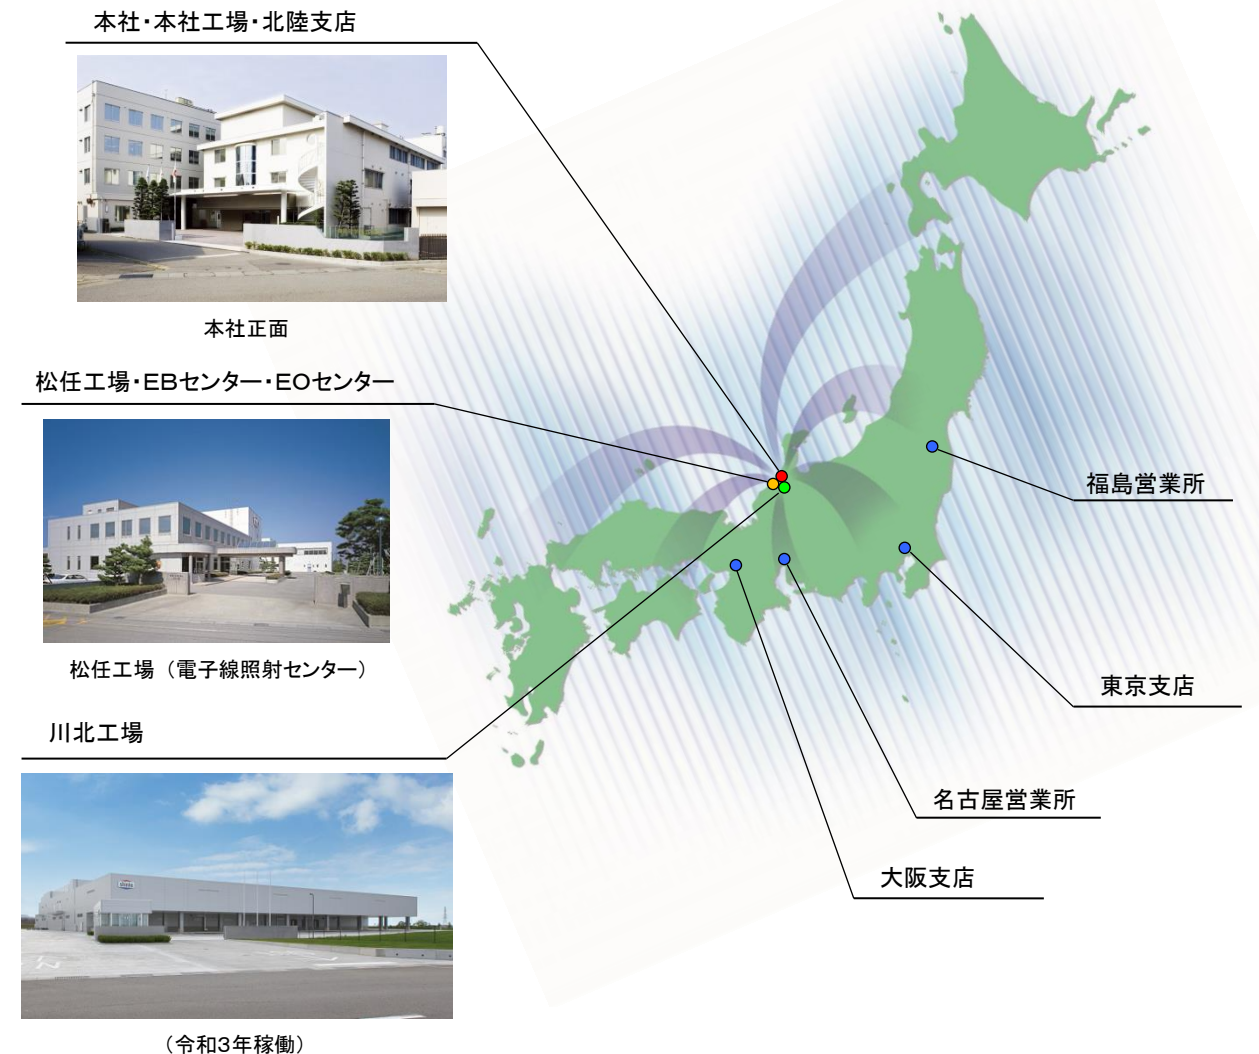 本社・本社工場・北陸支店
本社正面
松任工場・EBセンター・EOセンター
松任工場（電子線照射センター）
川北工場
（令和3年稼働）
福島営業所
東京支店
名古屋営業所
大阪支店